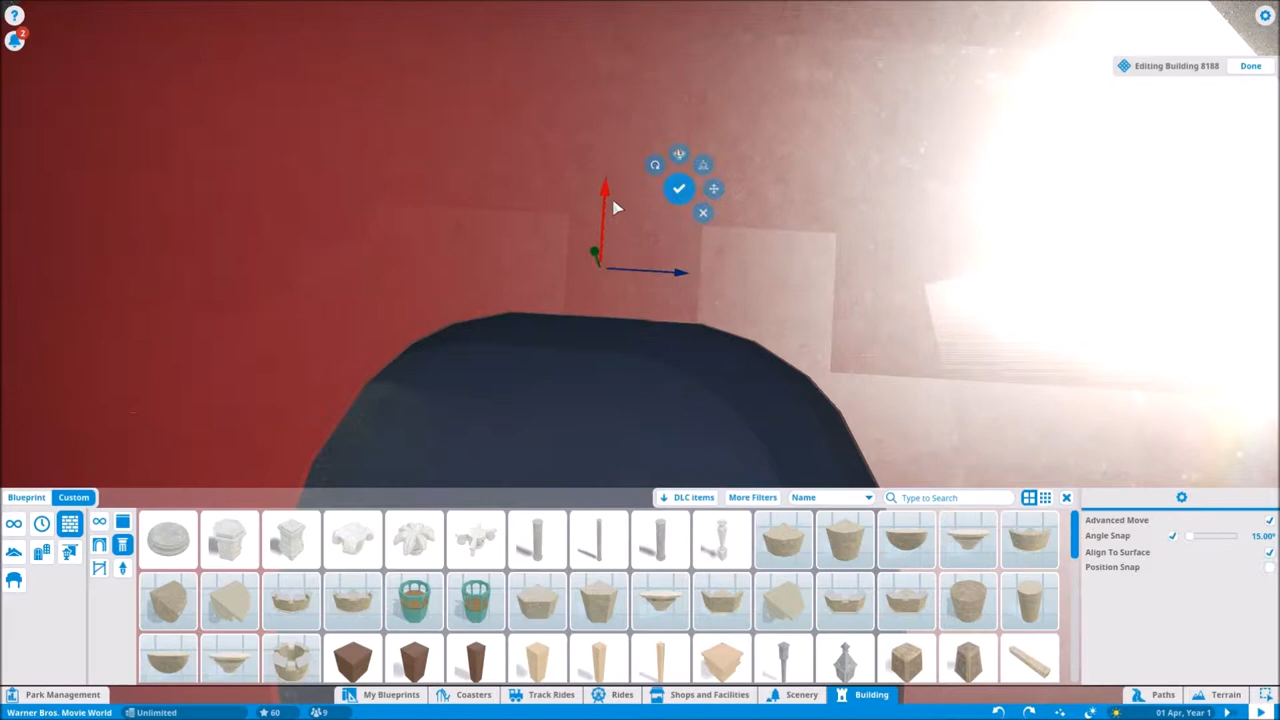 ?
2
Editing Building 8188 Done
Blueprint Custom
DLC items More Filters Name Type to Search
Advanced Move
Angle Snap 15.00°
Align To Surface
Position Snap
Park Management My Blueprints Coasters Track Rides Rides Shops and Facilities Scenery Building Paths Terrain
Warner Bros. Movie World Unlimited 60 9 01 Apr, Year 1